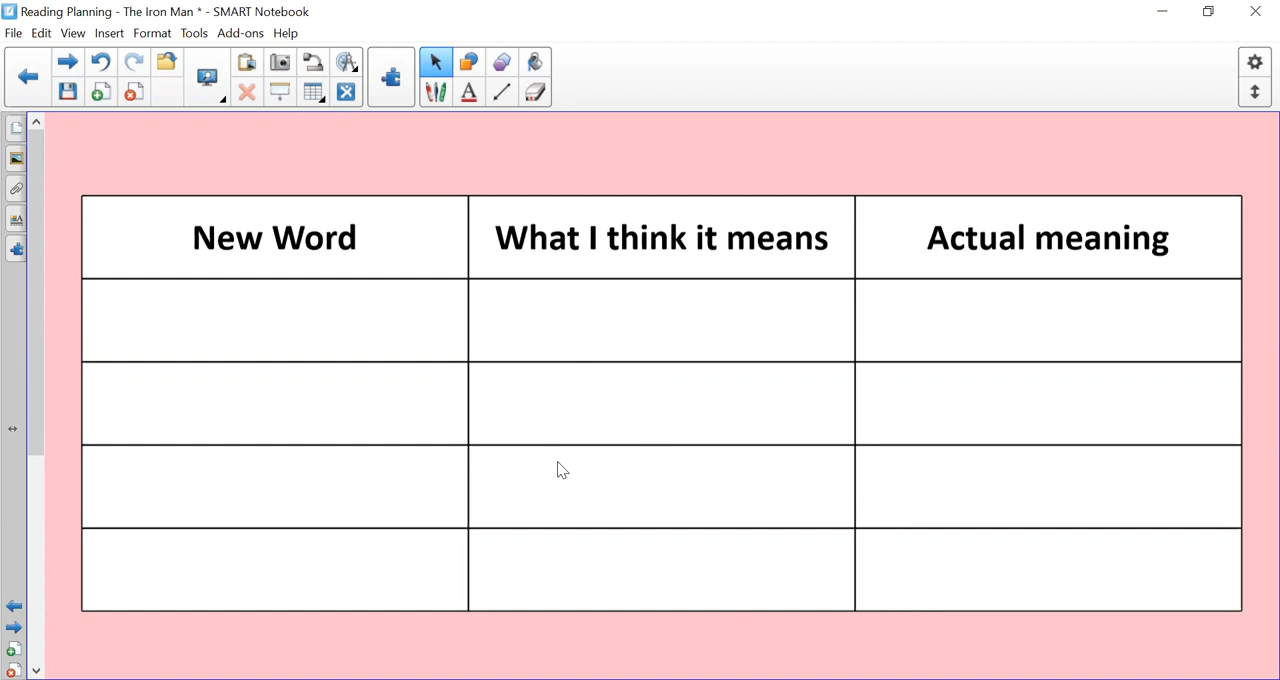 Reading Planning - The Iron Man * - SMART Notebook
File Edit View Insert Format Tools Add-ons Help
New Word What I think it means Actual meaning